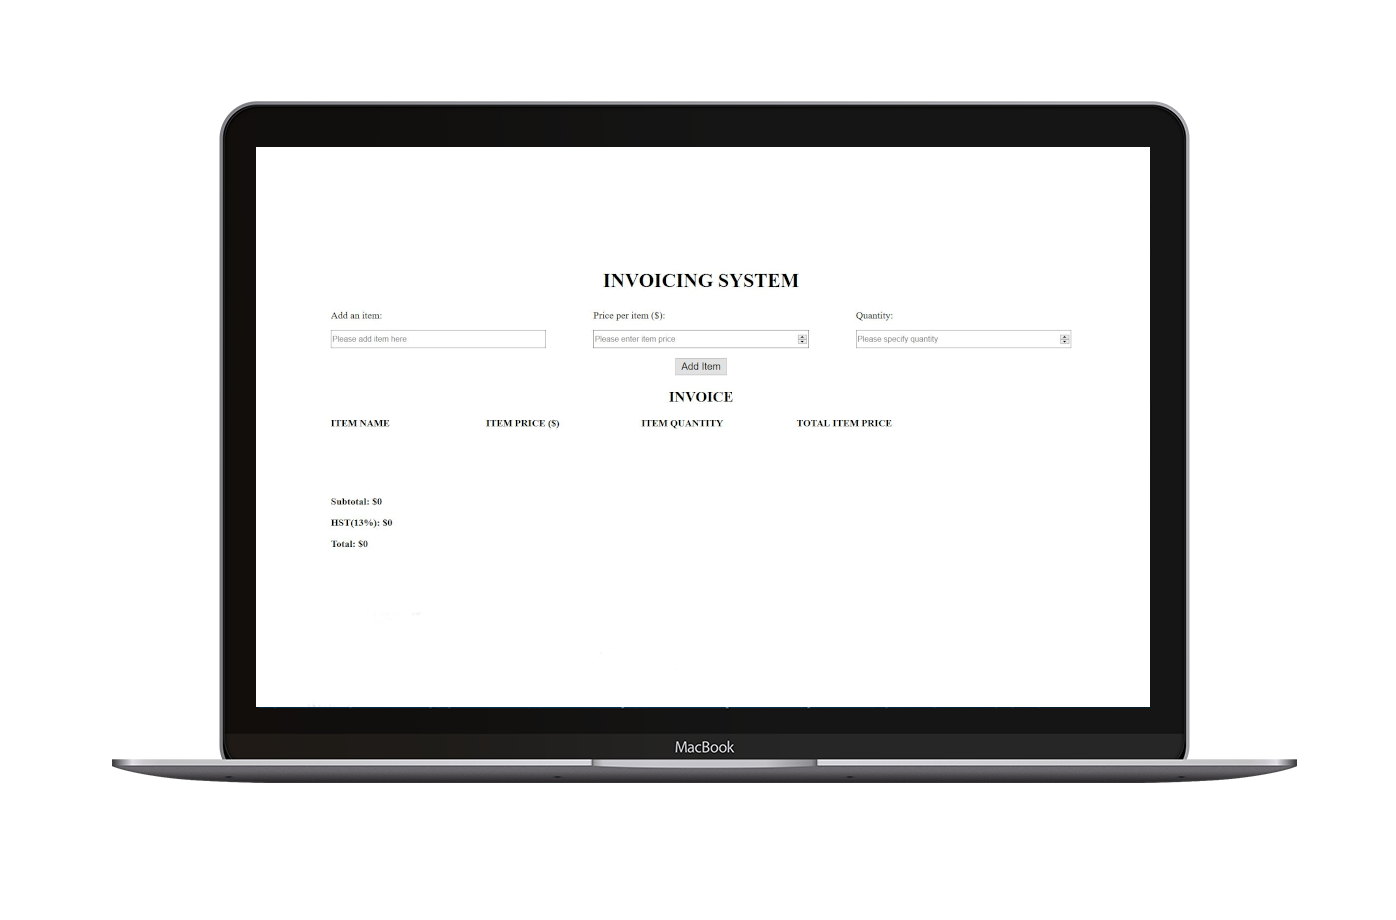 INVOICING SYSTEM
Add an item: Price per item ($): Quantity:
Please add item here Please enter item price Please specify quantity
Add Item
INVOICE
ITEM NAME ITEM PRICE ($) ITEM QUANTITY TOTAL ITEM PRICE
Subtotal: $0
HST(13%): $0
Total: $0
MacBook